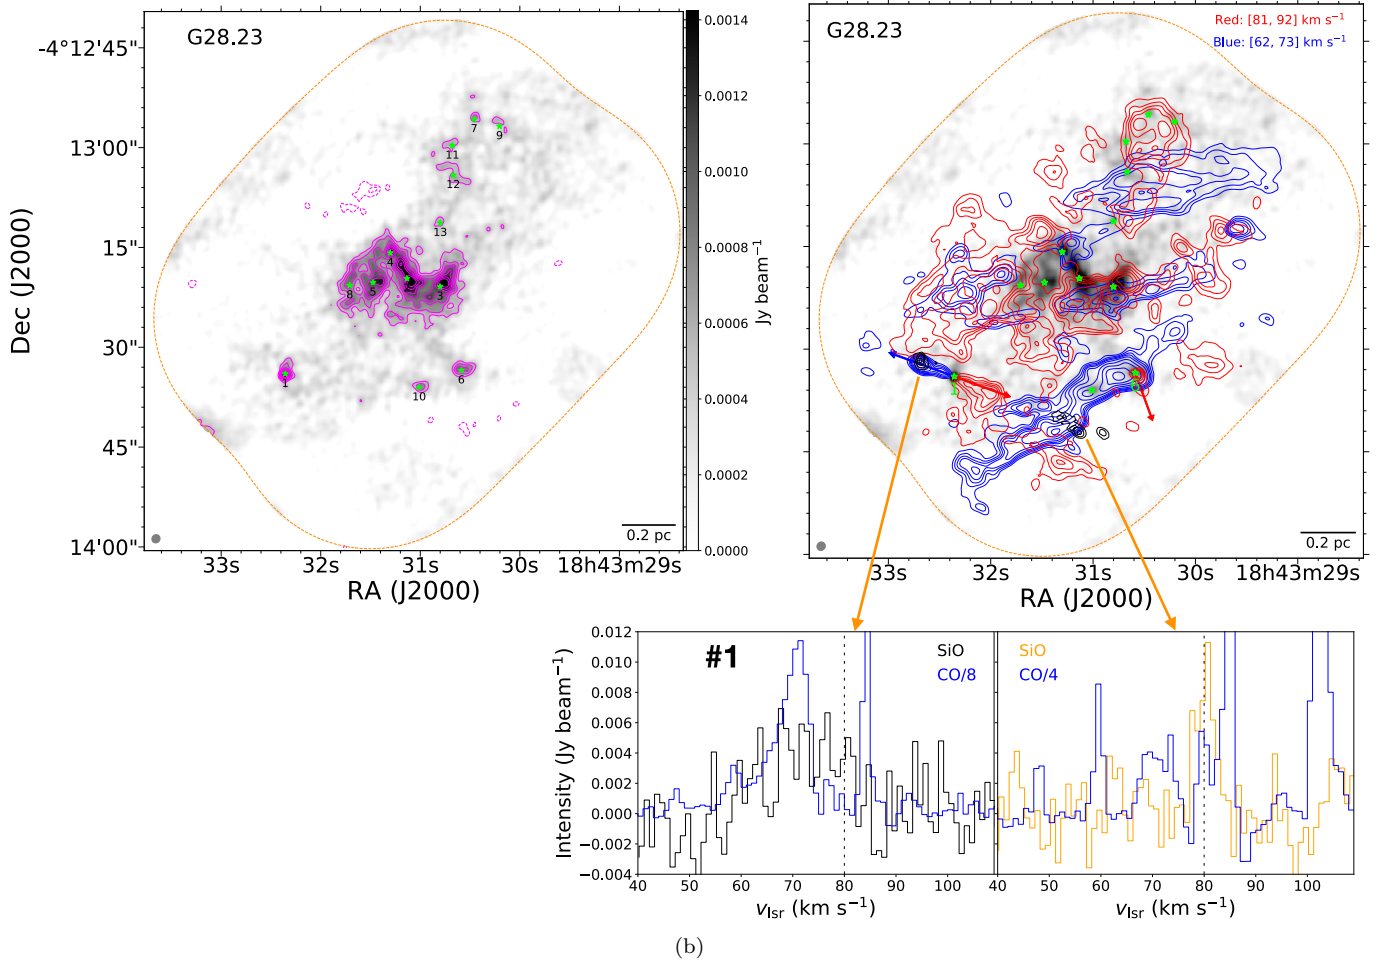 G28.23
-4°12'45"
13'00"
15"
30"
45"
14'00"
Dec (J2000)
33s
32s
31s
30s
18h43m29s
RA (J2000)
7
9
11
12
13
4
8
5
2
3
1
6
10
0.2 pc
0.0014
0.0012
0.0010
0.0008
0.0006
0.0004
0.0002
0.0000
Jy beam⁻¹
G28.23
Red: [81, 92] km s⁻¹
Blue: [62, 73] km s⁻¹
0.2 pc
33s
32s
31s
30s
18h43m29s
RA (J2000)
Intensity (Jy beam⁻¹)
0.012
0.010
0.008
0.006
0.004
0.002
0.000
−0.002
−0.004
#1
SiO
CO/8
40
50
60
70
80
90
100
v_lsr (km s⁻¹)
SiO
CO/4
40
50
60
70
80
90
100
v_lsr (km s⁻¹)
(b)